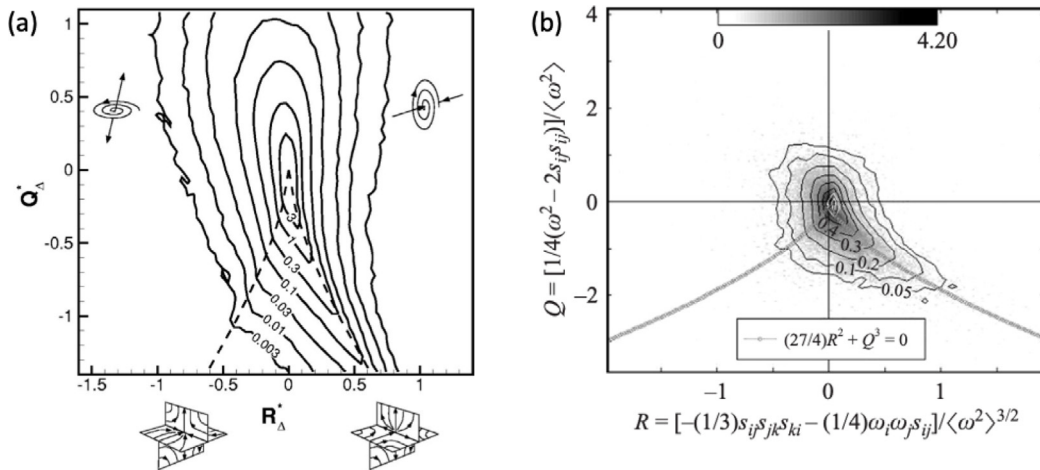 (a)
1
0.5
0
-0.5
-1
Q*Δ
3
1
0.3
0.1
0.03
0.01
0.003
-1.5 -1 -0.5 0 0.5 1
R*Δ
(b)
0 4.20
4
2
0
−2
Q = [1/4(ω² − 2sᵢⱼsᵢⱼ)]/⟨ω²⟩
0.4
0.3
0.2
0.1
0.05
(27/4)R² + Q³ = 0
−1 0 1
R = [−(1/3)sᵢⱼsⱼₖsₖᵢ − (1/4)ωᵢωⱼsᵢⱼ]/⟨ω²⟩³ᐟ²